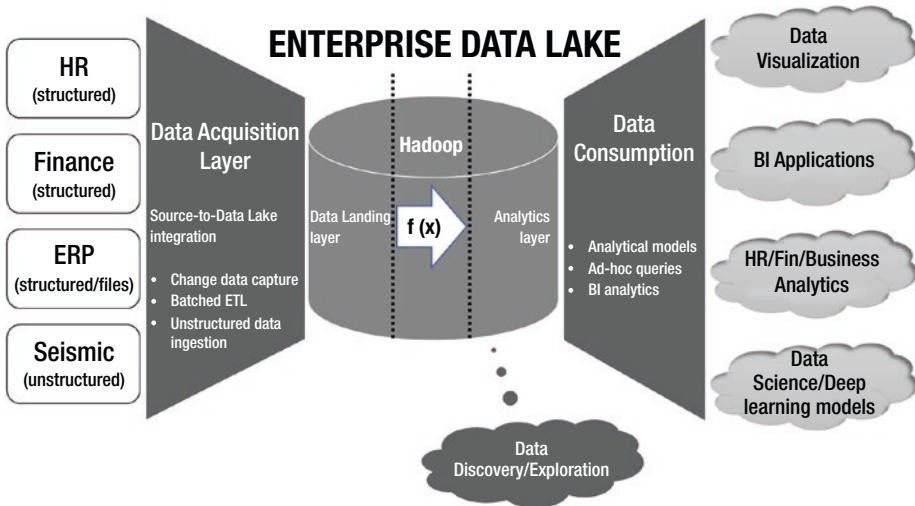 ENTERPRISE DATA LAKE
HR
(structured)
Finance
(structured)
ERP
(structured/files)
Seismic
(unstructured)
Data Acquisition
Layer
Source-to-Data Lake
integration
• Change data capture
• Batched ETL
• Unstructured data
ingestion
Hadoop
Data Landing
layer
f (x)
Analytics
layer
Data
Consumption
• Analytical models
• Ad-hoc queries
• BI analytics
Data
Visualization
BI Applications
HR/Fin/Business
Analytics
Data
Science/Deep
learning models
Data
Discovery/Exploration